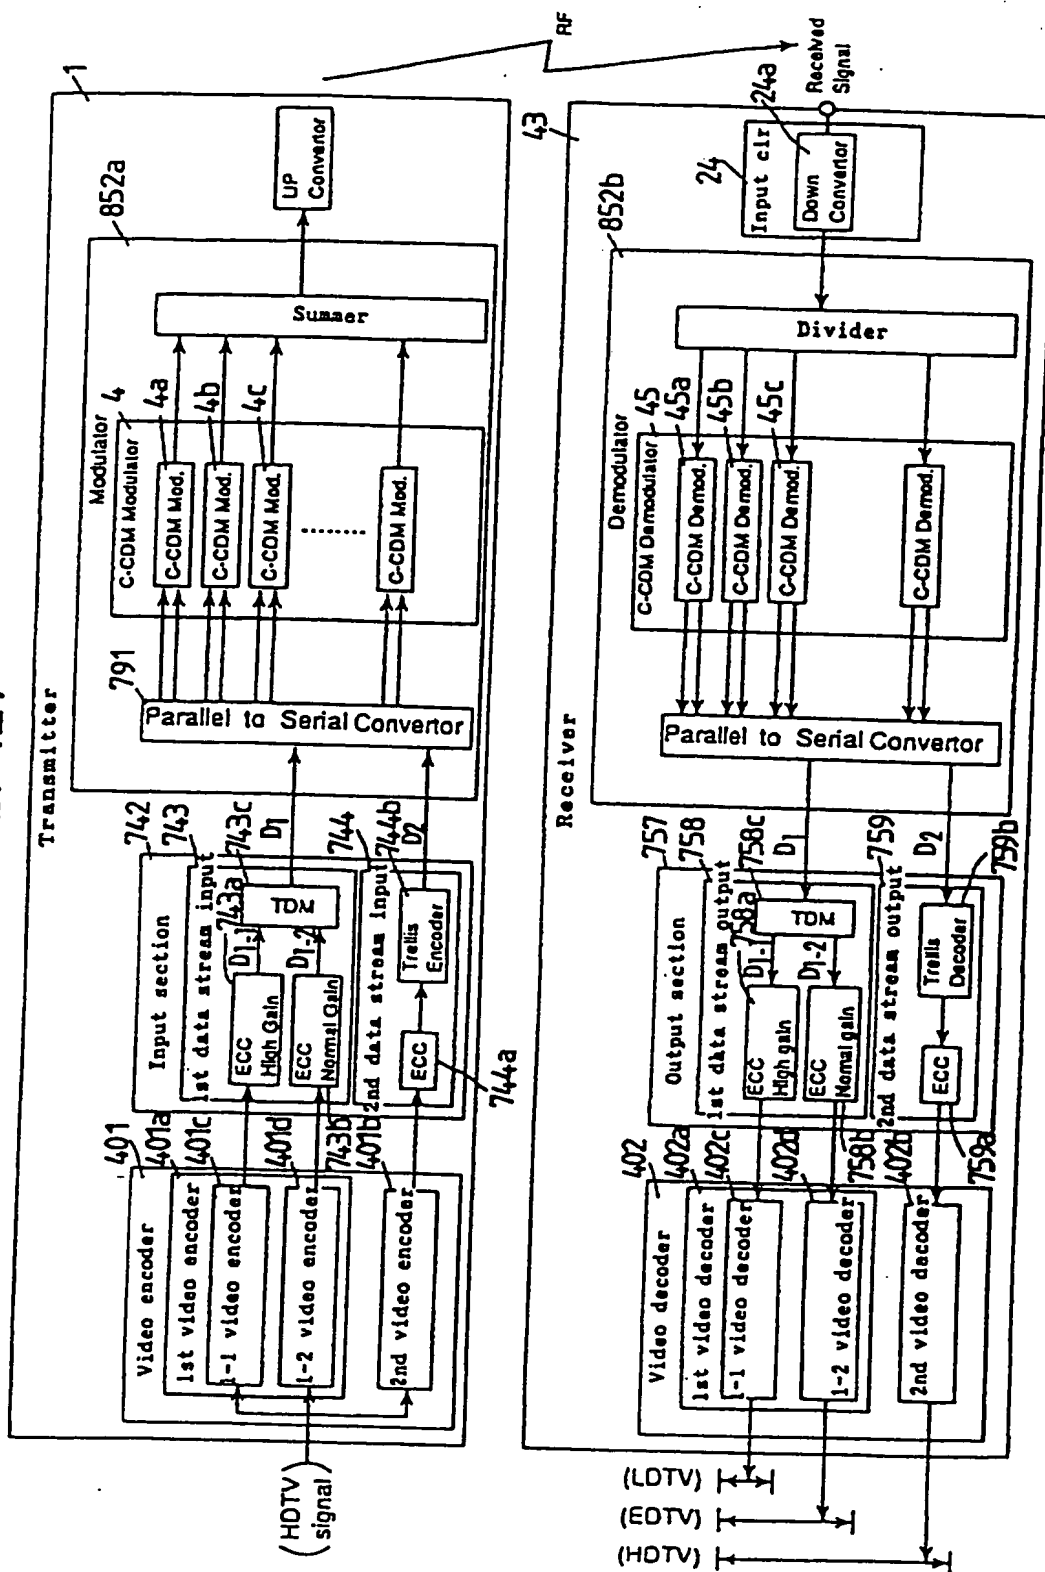 Transmitter
1
(HDTV signal)
Video encoder
401
1st video encoder
401a
1-1 video encoder
401c
1-2 video encoder
401d
2nd video encoder
401b
Input section
742
1st data stream input
743
ECC
High Gain
743a
D1-1
ECC
Normal Gain
743b
D1-2
TDM
743c
D1
2nd data stream input
744
ECC
744a
Trellis
Encoder
744b
D2
Modulator
852a
Parallel to Serial Convertor
791
C-CDM Modulator
4
C-CDM Mod.
4a
C-CDM Mod.
4b
C-CDM Mod.
4c
C-CDM Mod.
Summer
UP
Convertor
RF
Receiver
43
Received
Signal
Input cir
24
Down
Convertor
24a
Demodulator
852b
Divider
C-CDM Demodulator
45
C-CDM Demod.
45a
C-CDM Demod.
45b
C-CDM Demod.
45c
C-CDM Demod.
Parallel to Serial Convertor
D1
D2
Output section
757
1st data stream output
758
TDM
758c
D1-1
D1-2
ECC
High gain
758a
ECC
Normal gain
758b
2nd data stream output
759
Trells
Decoder
759b
ECC
759a
Video decoder
402
1st video decoder
402a
1-1 video decoder
402c
1-2 video decoder
402d
2nd video dacoder
402b
(LDTV)
(EDTV)
(HDTV)